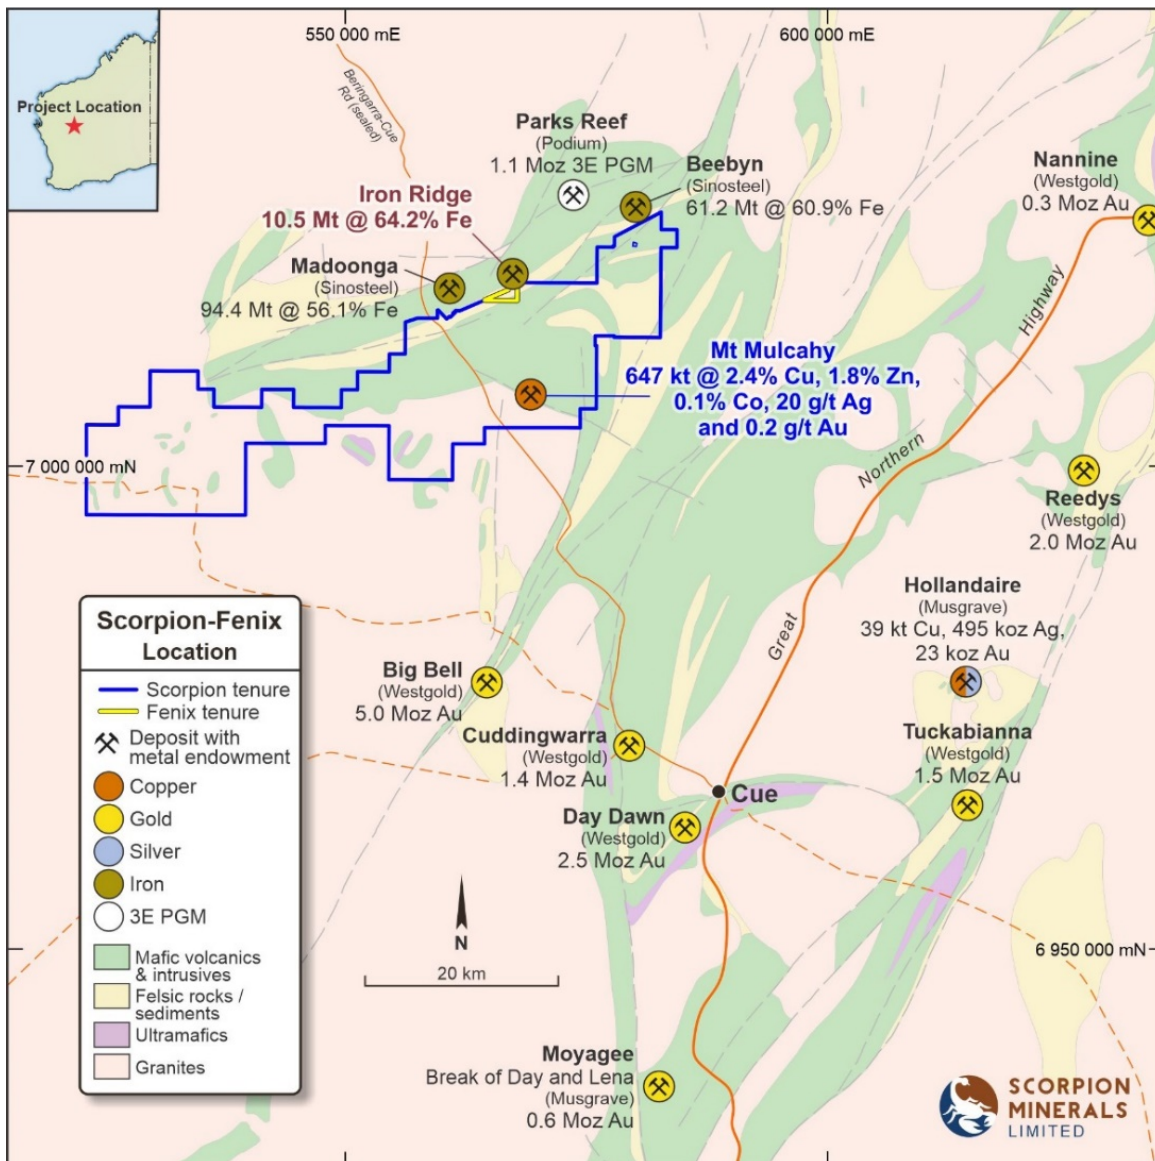 550 000 mE
600 000 mE
Project Location
Beringarra-Cue
Rd (sealed)
Parks Reef
(Podium)
1.1 Moz 3E PGM
Beebyn
(Sinosteel)
61.2 Mt @ 60.9% Fe
Nannine
(Westgold)
0.3 Moz Au
Iron Ridge
10.5 Mt @ 64.2% Fe
Madoonga
(Sinosteel)
94.4 Mt @ 56.1% Fe
Mt Mulcahy
647 kt @ 2.4% Cu, 1.8% Zn,
0.1% Co, 20 g/t Ag
and 0.2 g/t Au
Great Northern Highway
7 000 000 mN
Reedys
(Westgold)
2.0 Moz Au
Hollandaire
(Musgrave)
39 kt Cu, 495 koz Ag,
23 koz Au
Big Bell
(Westgold)
5.0 Moz Au
Cuddingwarra
(Westgold)
1.4 Moz Au
Tuckabianna
(Westgold)
1.5 Moz Au
Cue
Day Dawn
(Westgold)
2.5 Moz Au
Scorpion-Fenix
Location
Scorpion tenure
Fenix tenure
Deposit with
metal endowment
Copper
Gold
Silver
Iron
3E PGM
Mafic volcanics
& intrusives
Felsic rocks /
sediments
Ultramafics
Granites
N
20 km
6 950 000 mN
Moyagee
Break of Day and Lena
(Musgrave)
0.6 Moz Au
SCORPION
MINERALS
LIMITED